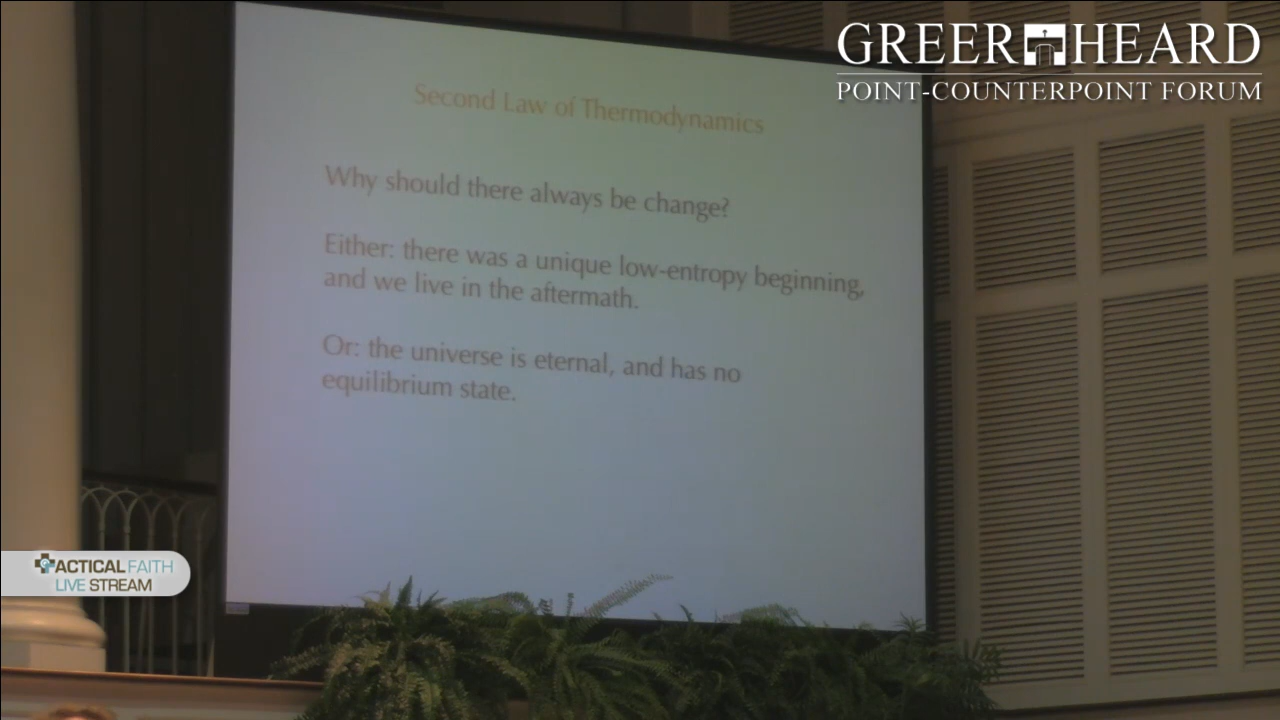 GREER HEARD
POINT-COUNTERPOINT FORUM
Second Law of Thermodynamics
Why should there always be change?
Either: there was a unique low-entropy beginning,
and we live in the aftermath.
Or: the universe is eternal, and has no
equilibrium state.
TACTICAL FAITH
LIVE STREAM